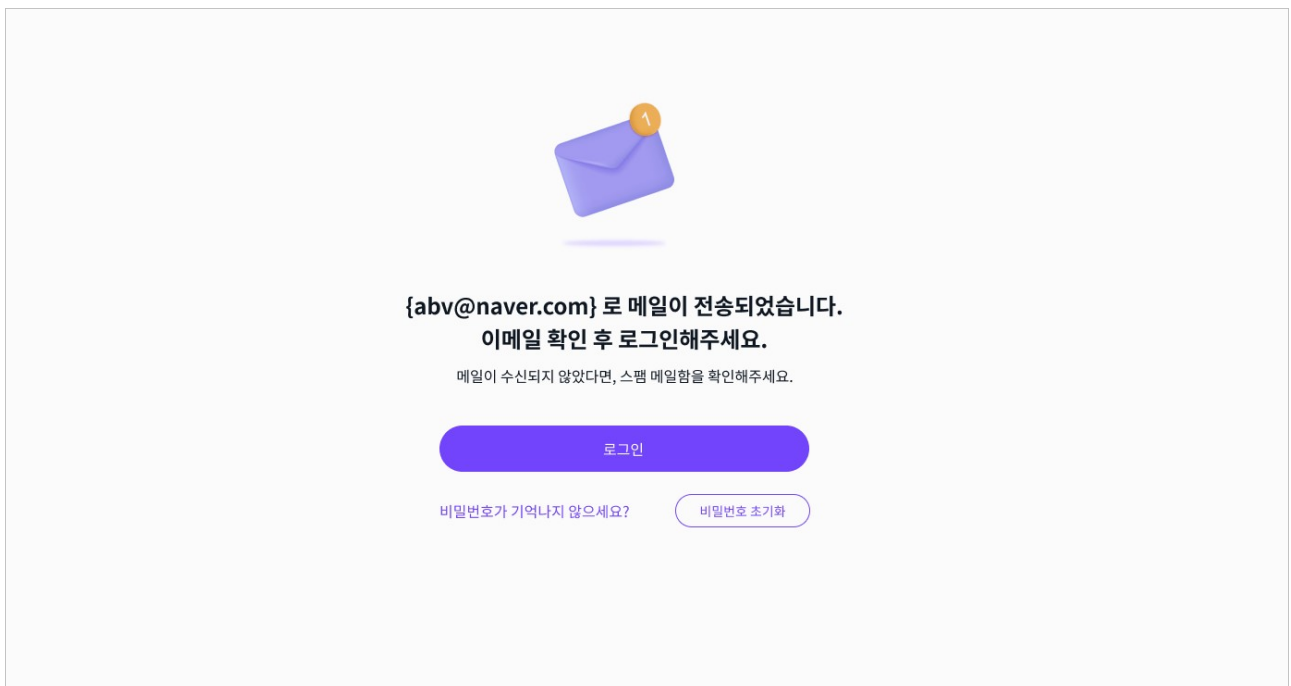 1
{abv@naver.com} 로 메일이 전송되었습니다.
이메일 확인 후 로그인해주세요.
메일이 수신되지 않았다면, 스팸 메일함을 확인해주세요.
로그인
비밀번호가 기억나지 않으세요?
비밀번호 초기화